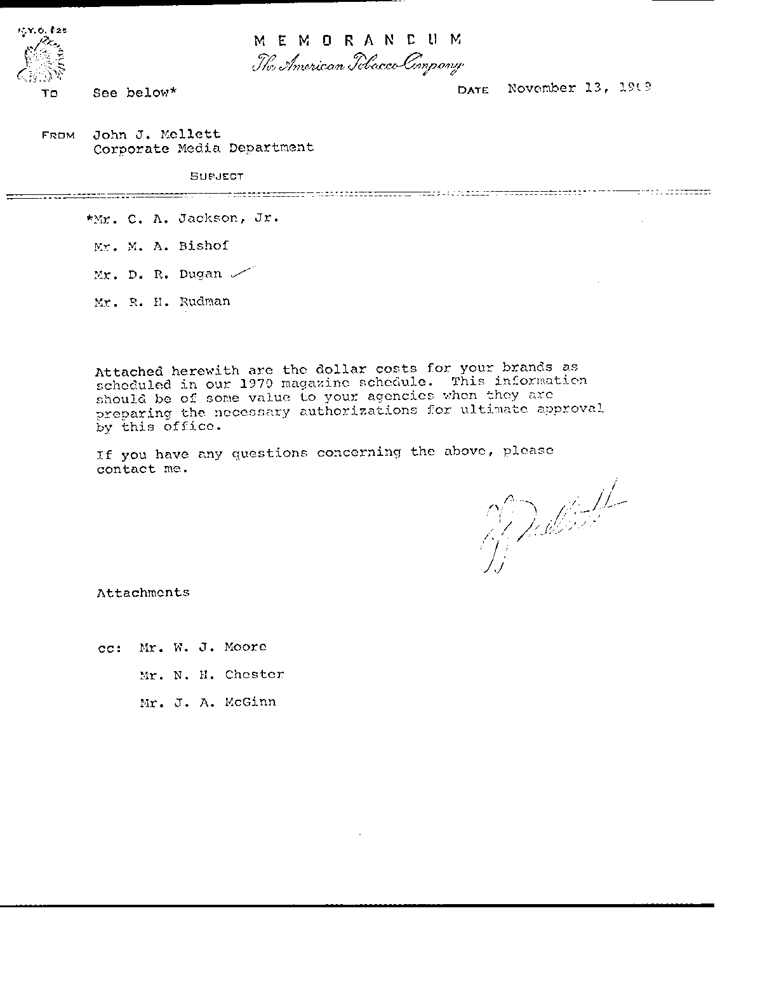 N.Y.O. #25
MEMORANDUM
The American Tobacco Company
TO See below*
DATE November 13, 1969
FROM John J. Mellett
Corporate Media Department
SUBJECT
*Mr. C. A. Jackson, Jr.
Mr. M. A. Bishof
Mr. D. R. Dugan
Mr. R. H. Rudman
Attached herewith are the dollar costs for your brands as
scheduled in our 1970 magazine schedule. This information
should be of some value to your agencies when they are
preparing the necessary authorizations for ultimate approval
by this office.
If you have any questions concerning the above, please
contact me.
JJMellett
Attachments
cc: Mr. W. J. Moore
Mr. N. H. Chester
Mr. J. A. McGinn